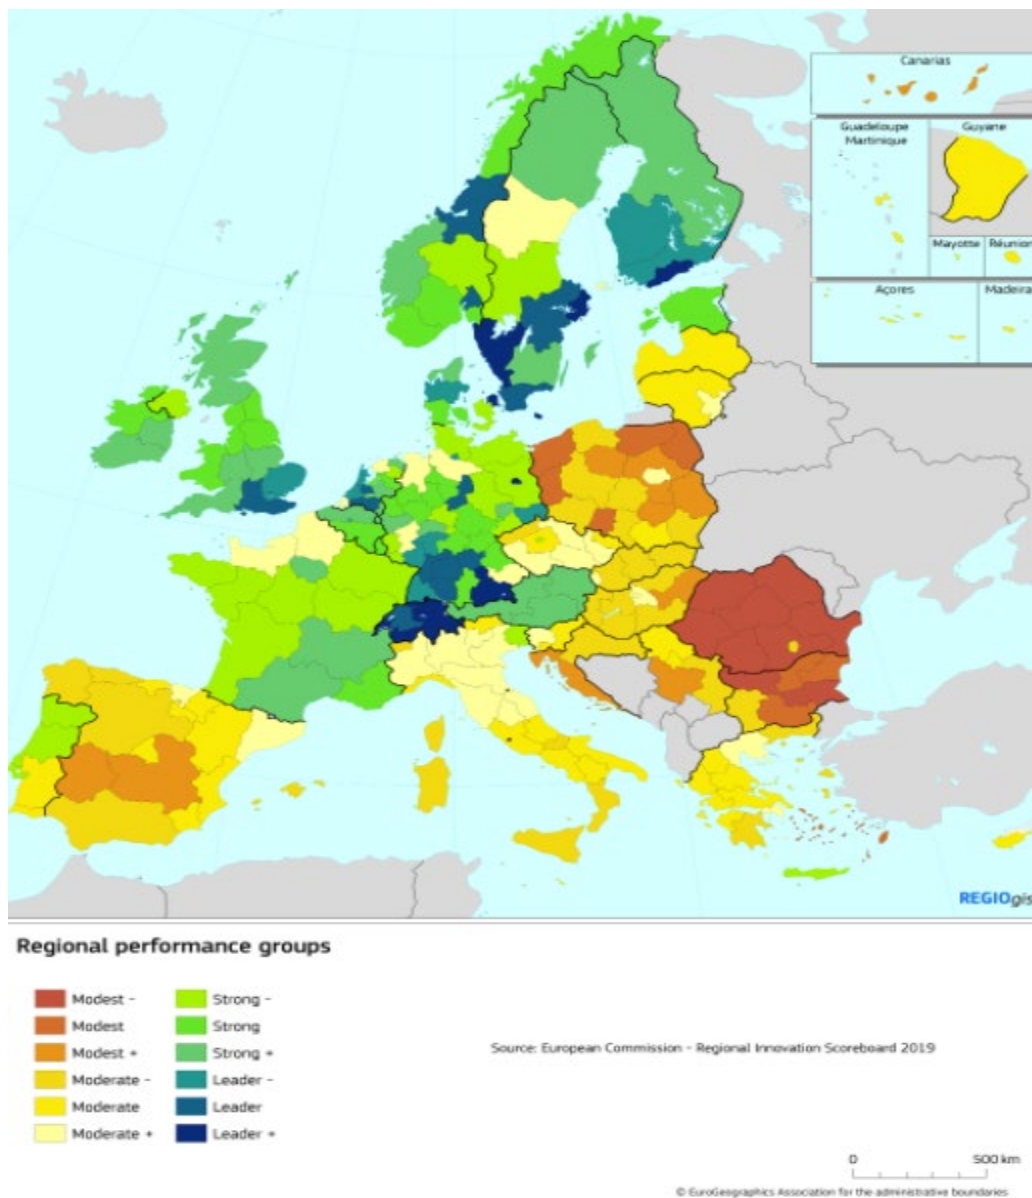 Canarias
Guadeloupe
Martinique
Guyane
Mayotte
Réunion
Açores
Madeira
REGIOgis
Regional performance groups
Modest -
Modest
Modest +
Moderate -
Moderate
Moderate +
Strong -
Strong
Strong +
Leader -
Leader
Leader +
Source: European Commission - Regional Innovation Scoreboard 2019
0 500 km
© EuroGeographics Association for the administrative boundaries